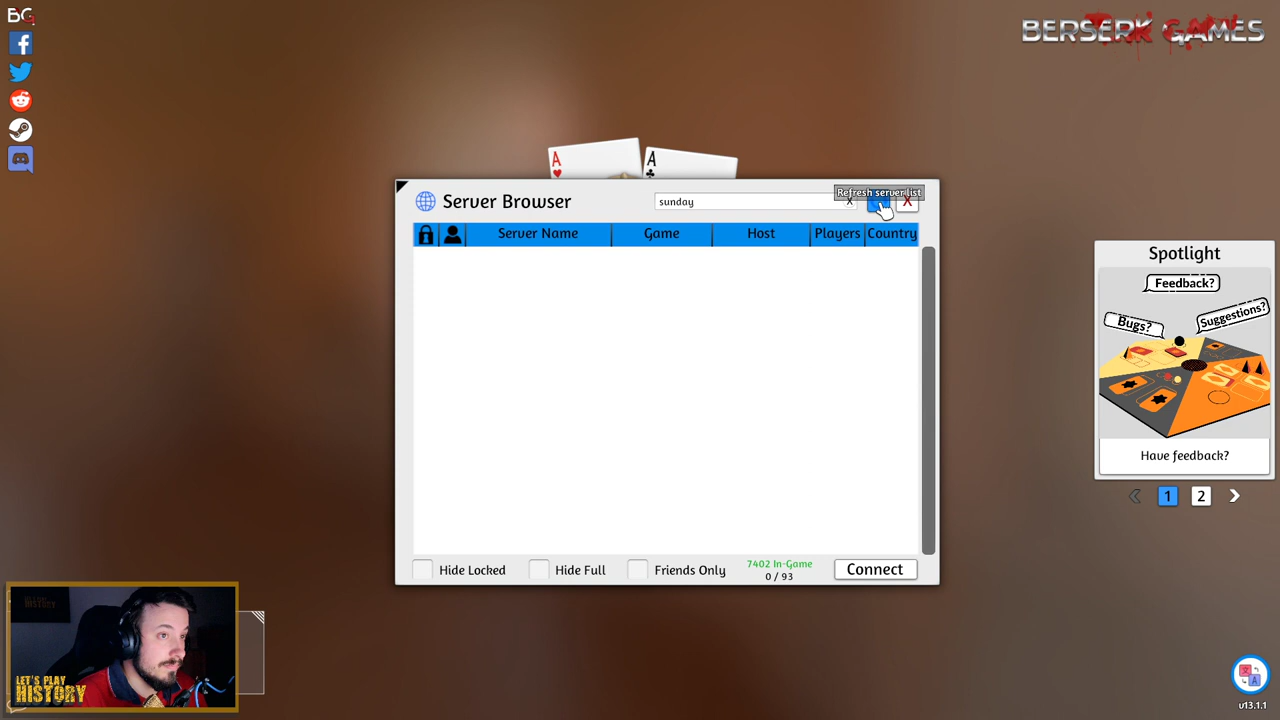 BG
BERSERK GAMES
A
A
Refresh server list
Server Browser
sunday
X
X
Server Name
Game
Host
Players
Country
Spotlight
Feedback?
Bugs?
Suggestions?
Have feedback?
1
2
Hide Locked
Hide Full
Friends Only
7402 In-Game
0 / 93
Connect
LET'S PLAY
HISTORY
v13.1.1